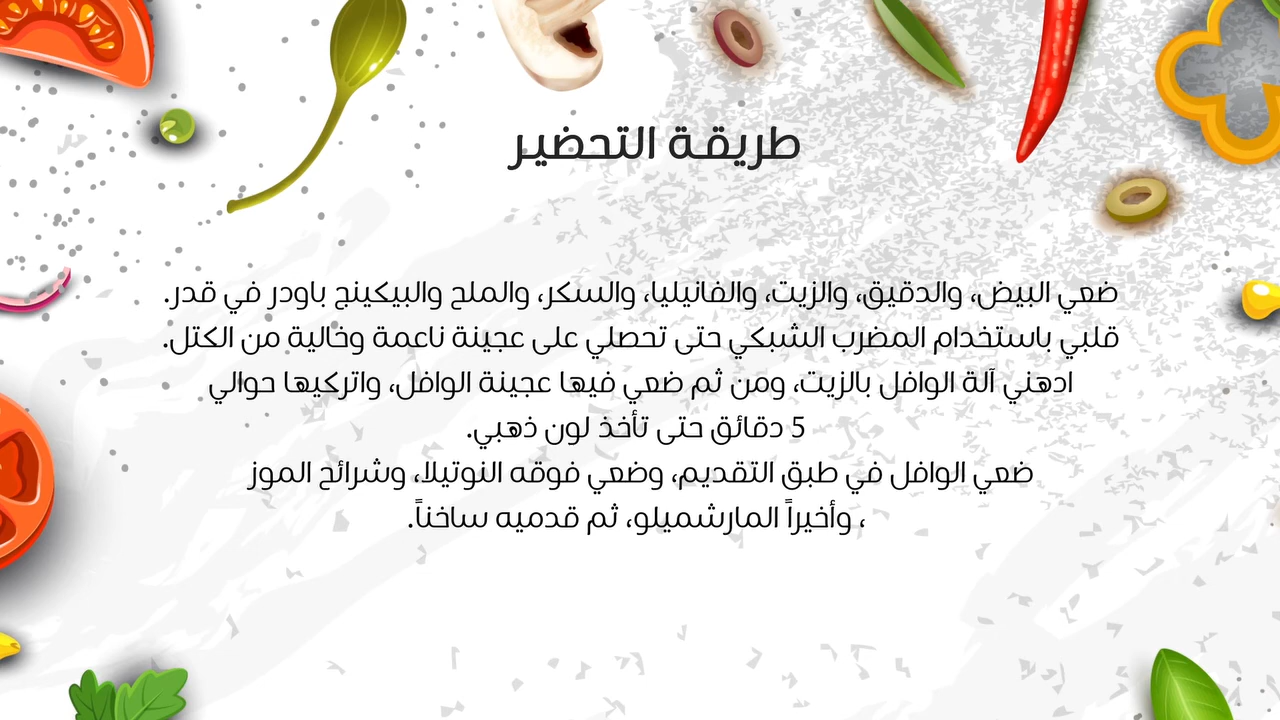 طريقة التحضير
ضعي البيض، والدقيق، والزيت، والفانيليا، والسكر، والملح والبيكينج باودر في قدر.
قلبي باستخدام المضرب الشبكي حتى تحصلي على عجينة ناعمة وخالية من الكتل.
ادهني آلة الوافل بالزيت، ومن ثم ضعي فيها عجينة الوافل، واتركيها حوالي
5 دقائق حتى تأخذ لون ذهبي.
ضعي الوافل في طبق التقديم، وضعي فوقه النوتيلا، وشرائح الموز
، وأخيراً المارشميلو، ثم قدميه ساخناً.